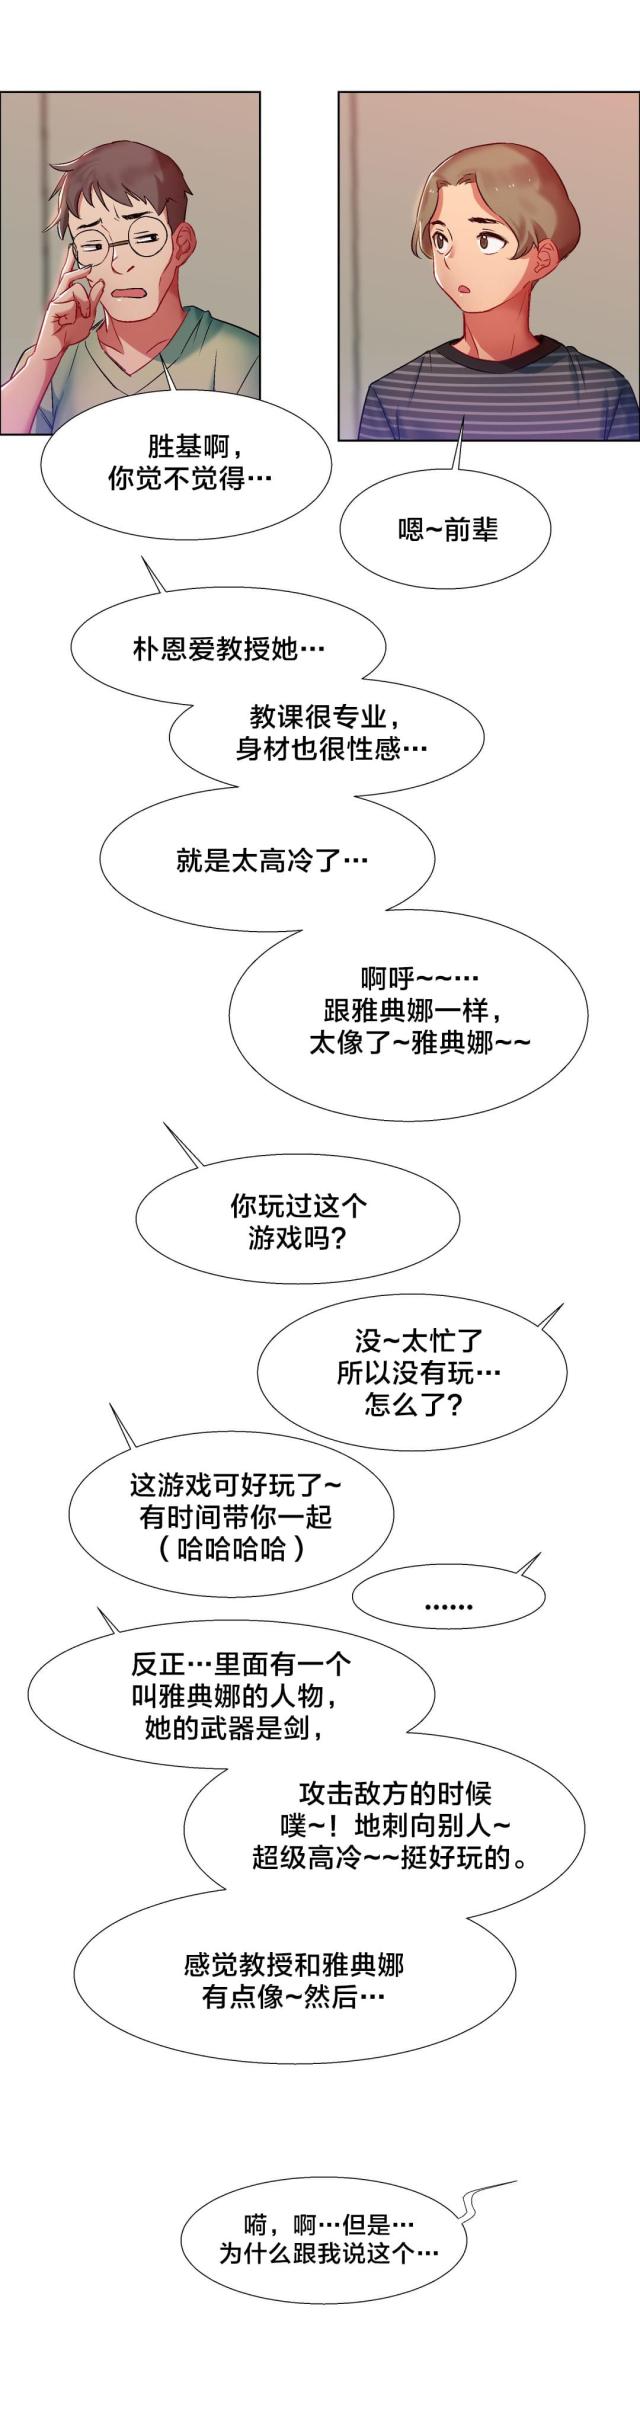 胜基啊，
你觉不觉得…
嗯~前辈
朴恩爱教授她…
教课很专业，
身材也很性感…
就是太高冷了…
啊呼~~…
跟雅典娜一样，
太像了~雅典娜~~
你玩过这个
游戏吗？
没~太忙了
所以没有玩…
怎么了？
这游戏可好玩了~
有时间带你一起
（哈哈哈哈）
……
反正…里面有一个
叫雅典娜的人物，
她的武器是剑，
攻击敌方的时候
噗~！地刺向别人~
超级高冷~~挺好玩的。
感觉教授和雅典娜
有点像~然后…
嗬，啊…但是…
为什么跟我说这个…